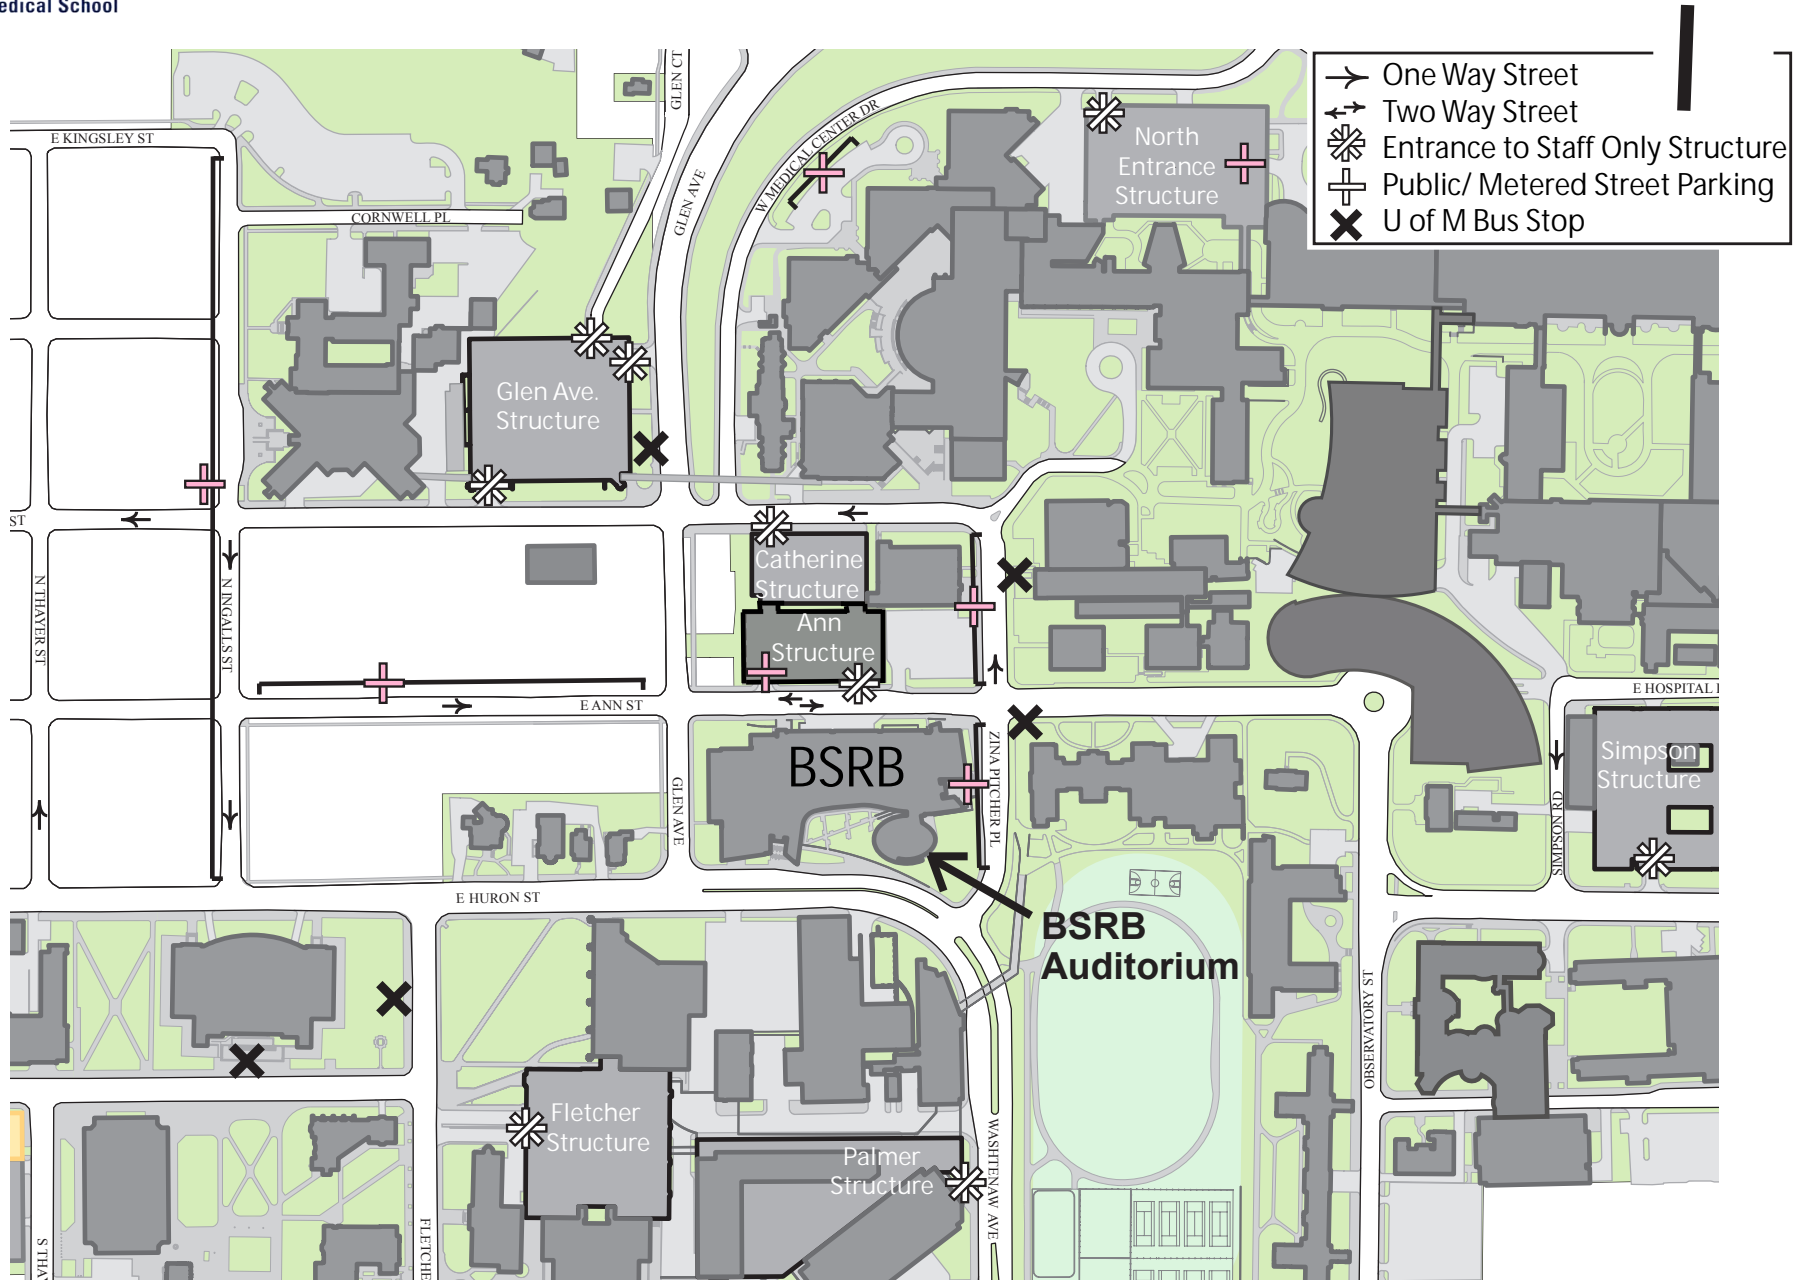 edical School
One Way Street
Two Way Street
Entrance to Staff Only Structure
Public/ Metered Street Parking
U of M Bus Stop
GLEN CT
E KINGSLEY ST
W MEDICAL CENTER DR
North
Entrance
Structure
GLEN AVE
CORNWELL PL
Glen Ave.
Structure
ST
N THAYER ST
N INGALLS ST
Catherine
Structure
Ann
Structure
E ANN ST
E HOSPITAL
BSRB
ZINA PITCHER PL
GLEN AVE
Simpson
Structure
SIMPSON RD
E HURON ST
BSRB
Auditorium
OBSERVATORY ST
Fletcher
Structure
Palmer
Structure
WASHTENAW AVE
S THA
FLETCHE